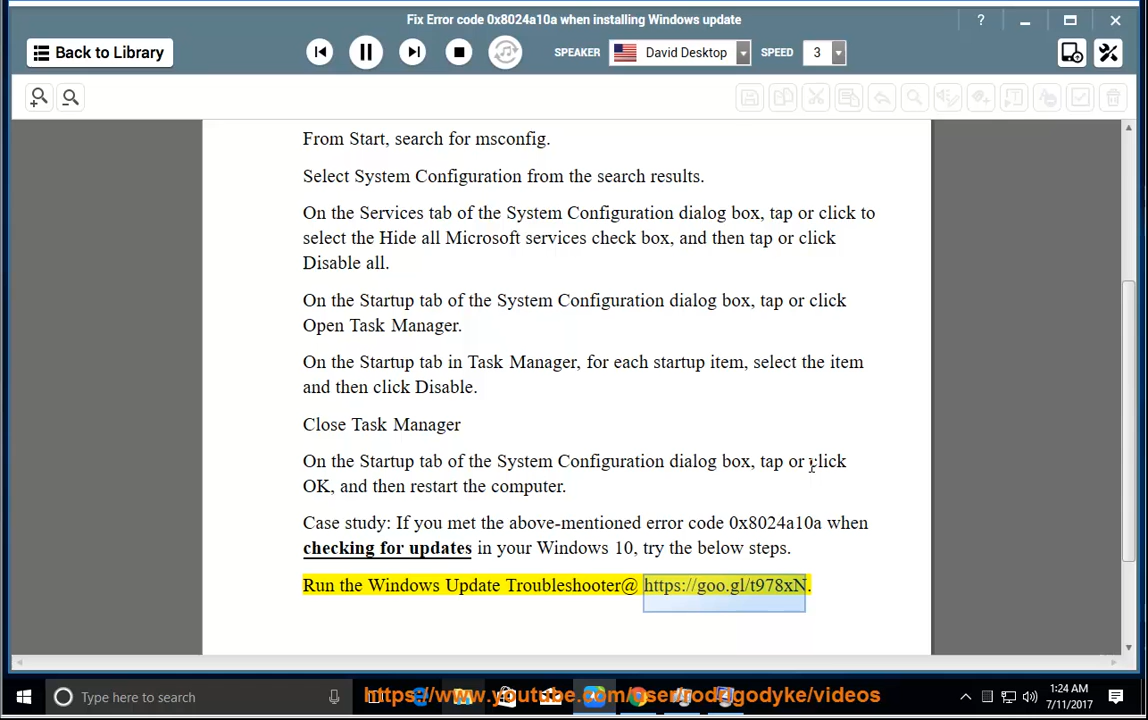 Fix Error code 0x8024a10a when installing Windows update
Back to Library
SPEAKER
David Desktop
SPEED
3
From Start, search for msconfig.
Select System Configuration from the search results.
On the Services tab of the System Configuration dialog box, tap or click to
select the Hide all Microsoft services check box, and then tap or click
Disable all.
On the Startup tab of the System Configuration dialog box, tap or click
Open Task Manager.
On the Startup tab in Task Manager, for each startup item, select the item
and then click Disable.
Close Task Manager
On the Startup tab of the System Configuration dialog box, tap or click
OK, and then restart the computer.
Case study: If you met the above-mentioned error code 0x8024a10a when
checking for updates in your Windows 10, try the below steps.
Run the Windows Update Troubleshooter@ https://goo.gl/t978xN.
Type here to search
1:24 AM
7/11/2017